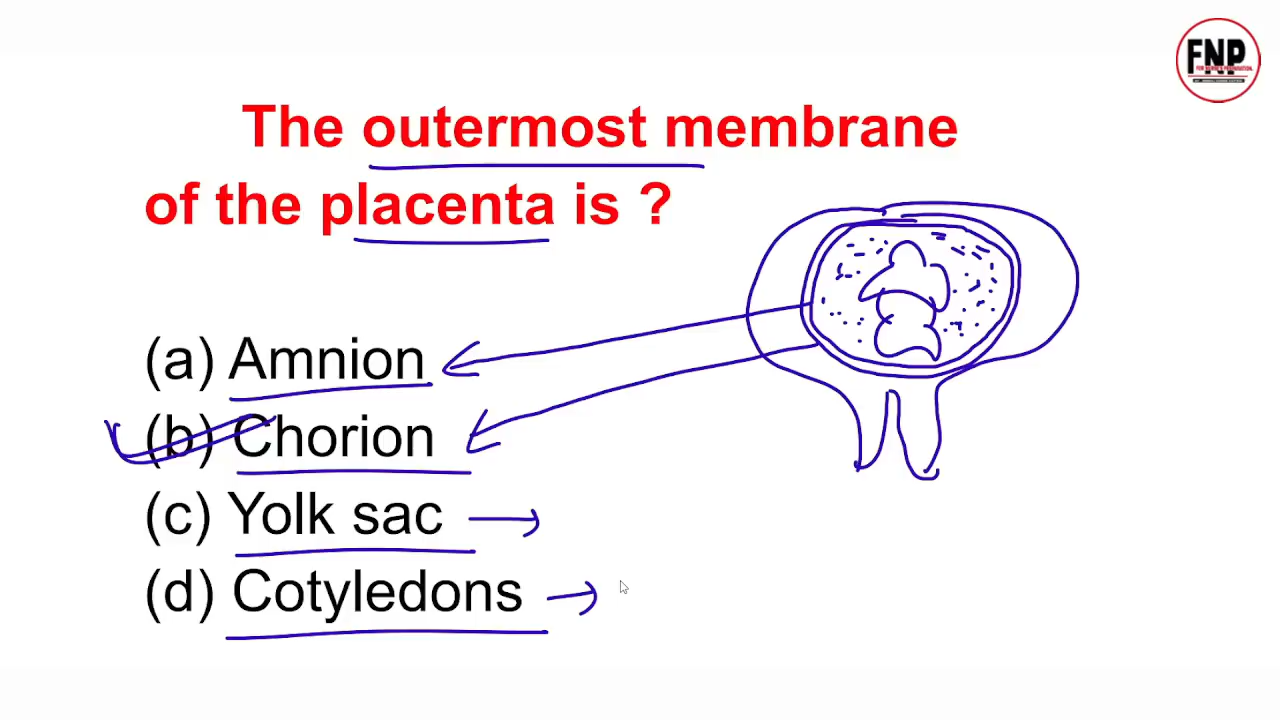 FNP
The outermost membrane
of the placenta is ?
(a) Amnion
(b) Chorion
(c) Yolk sac
(d) Cotyledons